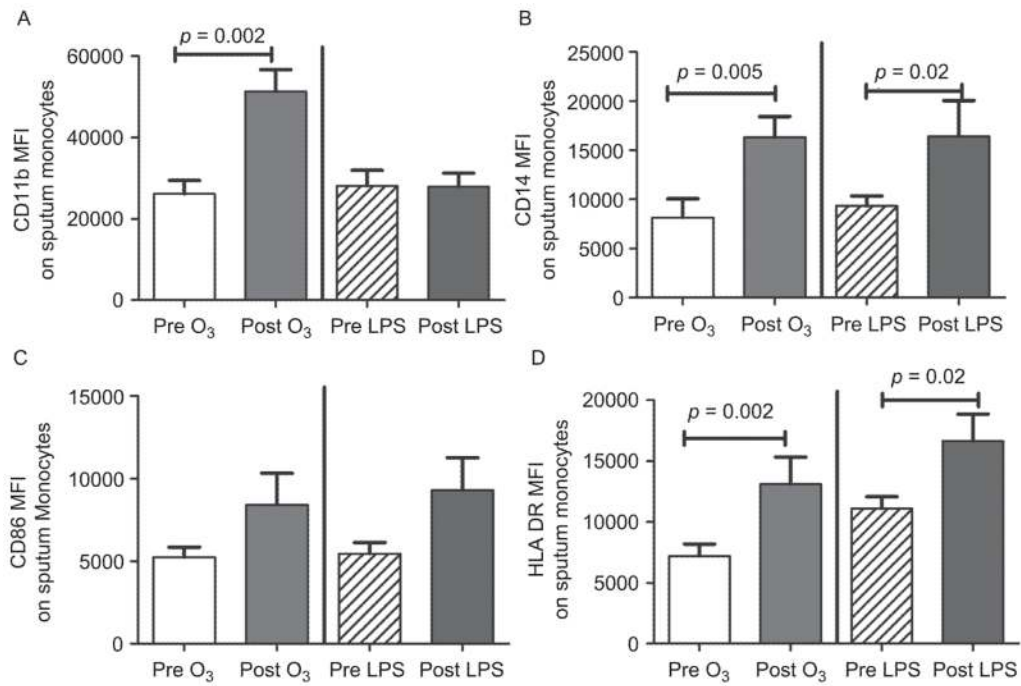 A
p = 0.002
CD11b MFI
on sputum monocytes
60000
40000
20000
0
Pre O₃
Post O₃
Pre LPS
Post LPS
B
p = 0.005
p = 0.02
CD14 MFI
on sputum monocytes
25000
20000
15000
10000
5000
0
Pre O₃
Post O₃
Pre LPS
Post LPS
C
CD86 MFI
on sputum Monocytes
15000
10000
5000
0
Pre O₃
Post O₃
Pre LPS
Post LPS
D
p = 0.002
p = 0.02
HLA DR MFI
on sputum monocytes
20000
15000
10000
5000
0
Pre O₃
Post O₃
Pre LPS
Post LPS